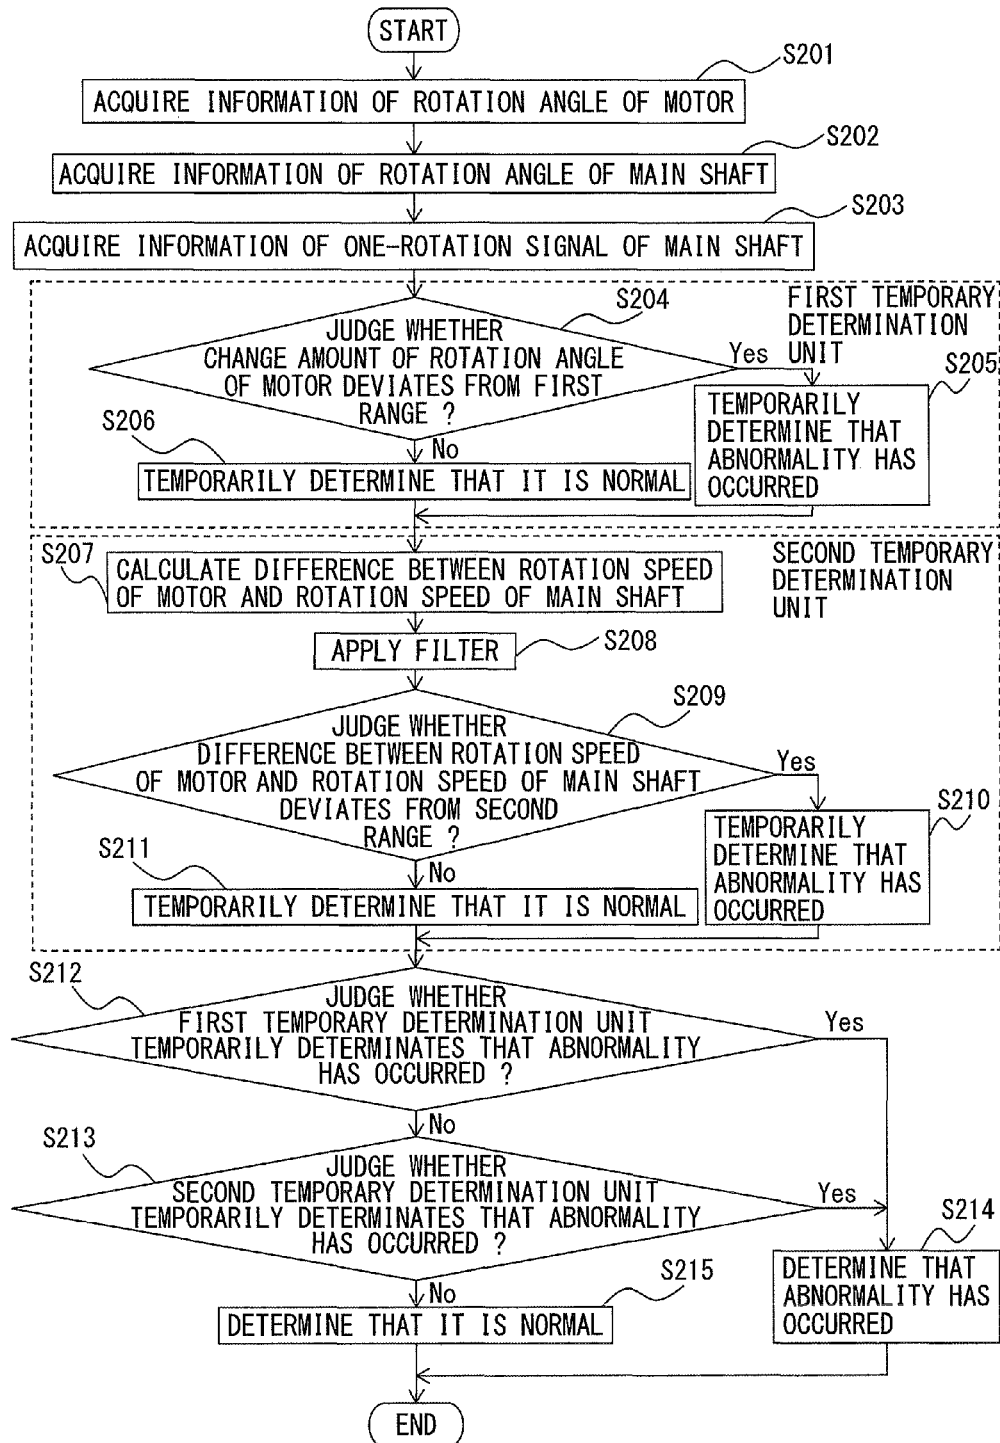 START
S201
ACQUIRE INFORMATION OF ROTATION ANGLE OF MOTOR
S202
ACQUIRE INFORMATION OF ROTATION ANGLE OF MAIN SHAFT
S203
ACQUIRE INFORMATION OF ONE-ROTATION SIGNAL OF MAIN SHAFT
FIRST TEMPORARY
DETERMINATION
UNIT
S204
JUDGE WHETHER
CHANGE AMOUNT OF ROTATION ANGLE
OF MOTOR DEVIATES FROM FIRST
RANGE ?
Yes
S205
TEMPORARILY
DETERMINE THAT
ABNORMALITY HAS
OCCURRED
No
S206
TEMPORARILY DETERMINE THAT IT IS NORMAL
SECOND TEMPORARY
DETERMINATION
UNIT
S207
CALCULATE DIFFERENCE BETWEEN ROTATION SPEED
OF MOTOR AND ROTATION SPEED OF MAIN SHAFT
S208
APPLY FILTER
S209
JUDGE WHETHER
DIFFERENCE BETWEEN ROTATION SPEED
OF MOTOR AND ROTATION SPEED OF MAIN SHAFT
DEVIATES FROM SECOND
RANGE ?
Yes
S210
TEMPORARILY
DETERMINE THAT
ABNORMALITY HAS
OCCURRED
No
S211
TEMPORARILY DETERMINE THAT IT IS NORMAL
S212
JUDGE WHETHER
FIRST TEMPORARY DETERMINATION UNIT
TEMPORARILY DETERMINATES THAT ABNORMALITY
HAS OCCURRED ?
Yes
No
S213
JUDGE WHETHER
SECOND TEMPORARY DETERMINATION UNIT
TEMPORARILY DETERMINATES THAT ABNORMALITY
HAS OCCURRED ?
Yes
S214
DETERMINE THAT
ABNORMALITY HAS
OCCURRED
No
S215
DETERMINE THAT IT IS NORMAL
END